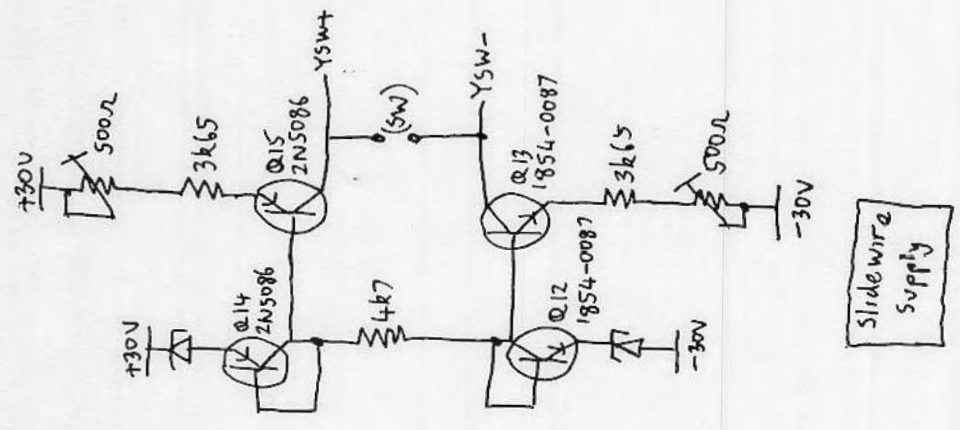 +30V
500Ω
3k65
Q15
2N5086
YSW+
(SW)
YSW-
Q13
1854-0087
3k65
500Ω
-30V
+30V
Q14
2N5086
4k7
Q12
1854-0087
-30V
Slidewire
supply